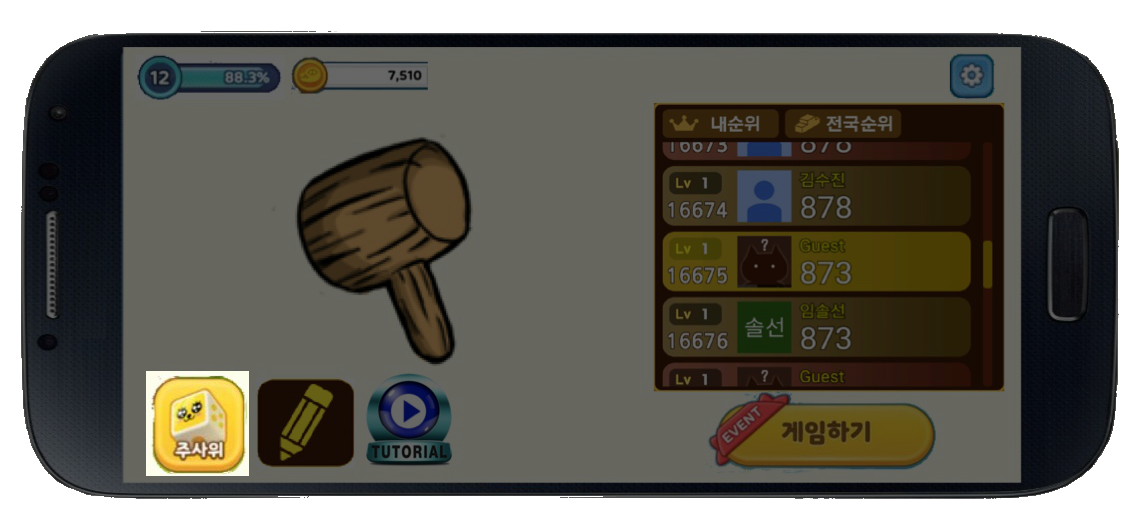 12 88.3% 7,510
내순위 전국순위
16673 878
Lv 1 김수진
16674 878
? Lv 1 Guest
16675 873
Lv 1 솔선 임솔선
16676 873
Lv 1 ? Guest
주사위
TUTORIAL
EVENT 게임하기